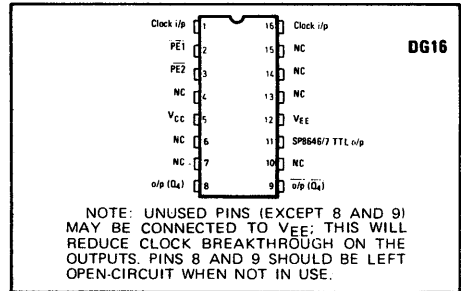 Clock i/p 1 16 Clock i/p
PE1 2 15 NC DG16
PE2 3 14 NC
NC 4 13 NC
VCC 5 12 VEE
NC 6 11 SP8646/7 TTL o/p
NC 7 10 NC
o/p (Q4) 8 9 o/p (Q4)
NOTE: UNUSED PINS (EXCEPT 8 AND 9)
MAY BE CONNECTED TO VEE; THIS WILL
REDUCE CLOCK BREAKTHROUGH ON THE
OUTPUTS. PINS 8 AND 9 SHOULD BE LEFT
OPEN-CIRCUIT WHEN NOT IN USE.